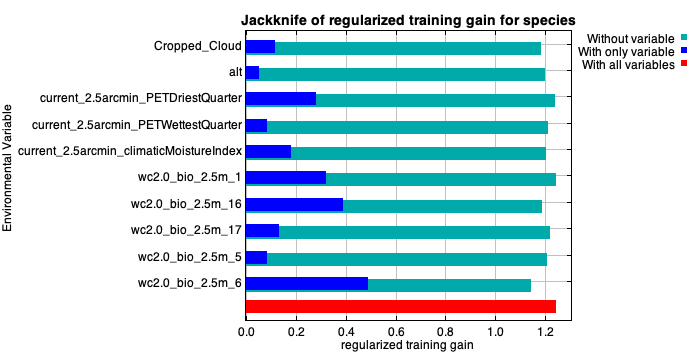 Jackknife of regularized training gain for species
Without variable
With only variable
With all variables
Environmental Variable
Cropped_Cloud
alt
current_2.5arcmin_PETDriestQuarter
current_2.5arcmin_PETWettestQuarter
current_2.5arcmin_climaticMoistureIndex
wc2.0_bio_2.5m_1
wc2.0_bio_2.5m_16
wc2.0_bio_2.5m_17
wc2.0_bio_2.5m_5
wc2.0_bio_2.5m_6
0.0 0.2 0.4 0.6 0.8 1.0 1.2
regularized training gain